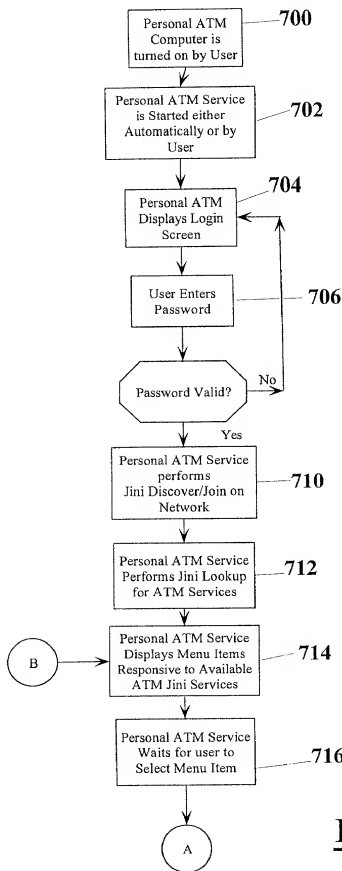 Personal ATM
Computer is
turned on by User
700
Personal ATM Service
is Started either
Automatically or by
User
702
Personal ATM
Displays Login
Screen
704
User Enters
Password
706
Password Valid?
No
Yes
Personal ATM Service
performs
Jini Discover/Join on
Network
710
Personal ATM Service
Performs Jini Lookup
for ATM Services
712
Personal ATM Service
Displays Menu Items
Responsive to Available
ATM Jini Services
714
B
Personal ATM Service
Waits for user to
Select Menu Item
716
A